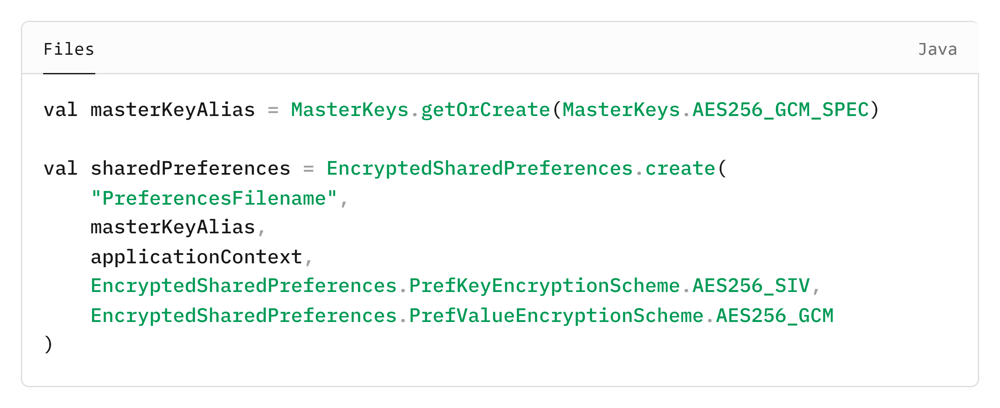 Files
Java
val masterKeyAlias = MasterKeys.getOrCreate(MasterKeys.AES256_GCM_SPEC)
val sharedPreferences = EncryptedSharedPreferences.create(
    "PreferencesFilename",
    masterKeyAlias,
    applicationContext,
    EncryptedSharedPreferences.PrefKeyEncryptionScheme.AES256_SIV,
    EncryptedSharedPreferences.PrefValueEncryptionScheme.AES256_GCM
)